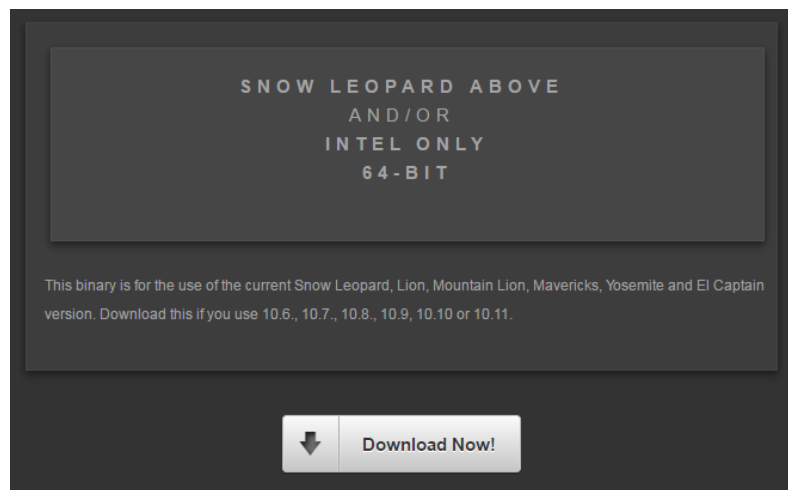 SNOW LEOPARD ABOVE
AND/OR
INTEL ONLY
64-BIT
This binary is for the use of the current Snow Leopard, Lion, Mountain Lion, Mavericks, Yosemite and El Captain
version. Download this if you use 10.6., 10.7., 10.8., 10.9, 10.10 or 10.11.
Download Now!